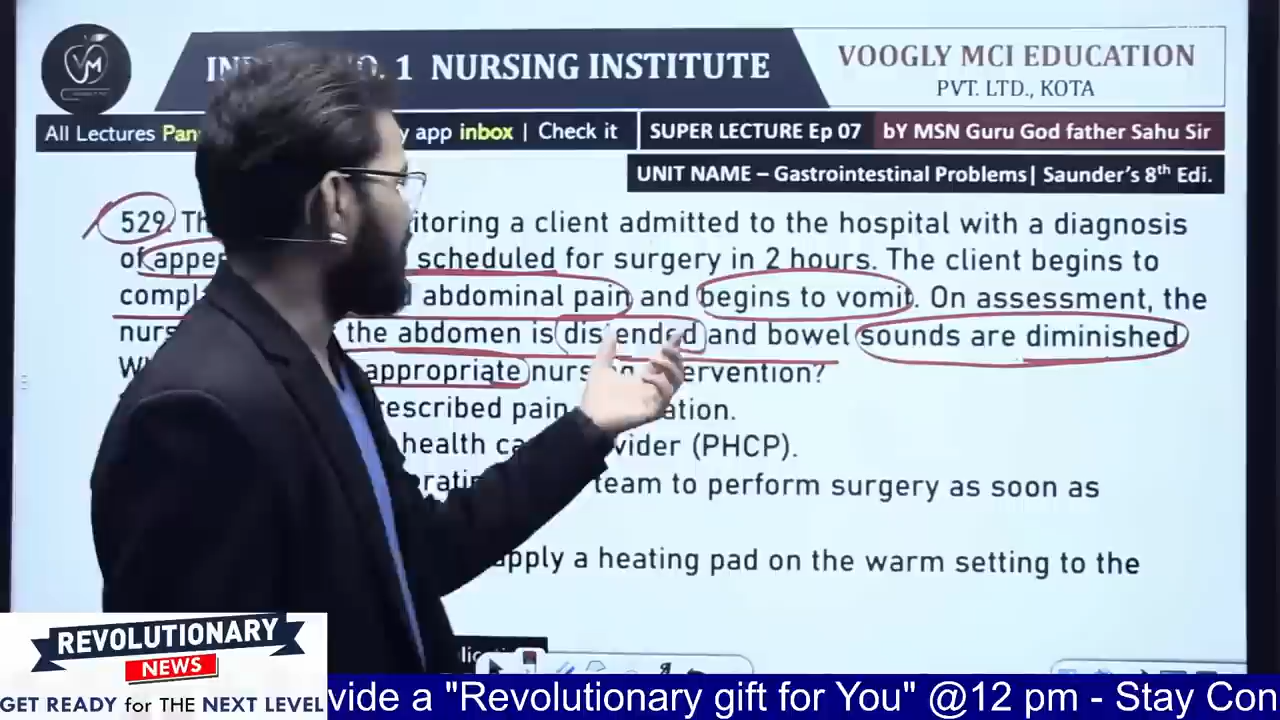 VM
IN NO. 1 NURSING INSTITUTE
VOOGLY MCI EDUCATION
PVT. LTD., KOTA
All Lectures Pan y app inbox | Check it
SUPER LECTURE Ep 07 bY MSN Guru God father Sahu Sir
UNIT NAME – Gastrointestinal Problems| Saunder's 8th Edi.
529. Th itoring a client admitted to the hospital with a diagnosis
of appe scheduled for surgery in 2 hours. The client begins to
compl abdominal pain and begins to vomit. On assessment, the
nurs the abdomen is distended and bowel sounds are diminished
W appropriate nurs ervention?
rescribed pain ation.
health ca vider (PHCP).
eratin team to perform surgery as soon as
apply a heating pad on the warm setting to the
REVOLUTIONARY
NEWS
GET READY for THE NEXT LEVEL
vide a "Revolutionary gift for You" @12 pm - Stay Con